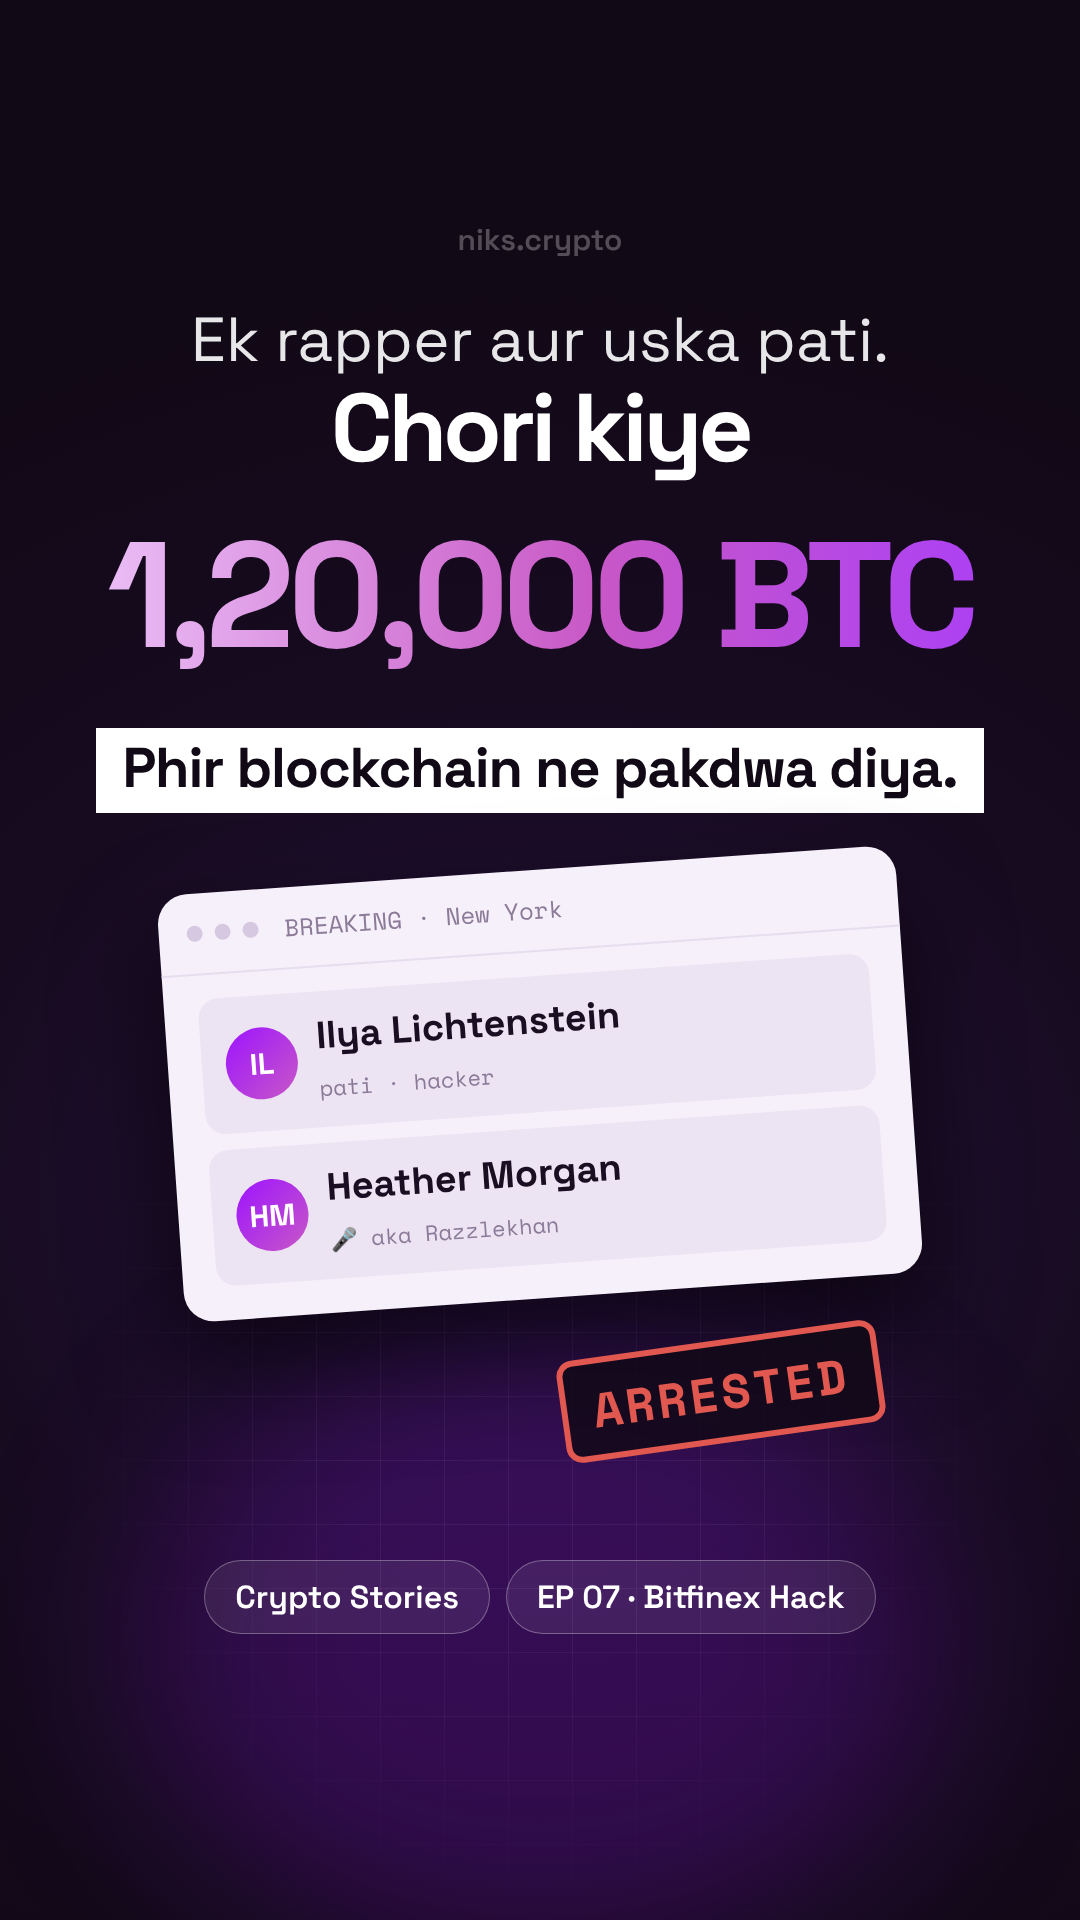 niks.crypto
Ek rapper aur uska pati.
Chori kiye
1,20,000 BTC
Phir blockchain ne pakdwa diya.
BREAKING · New York
IL
Ilya Lichtenstein
pati · hacker
HM
Heather Morgan
🎤 aka Razzlekhan
ARRESTED
Crypto Stories
EP 07 · Bitfinex Hack